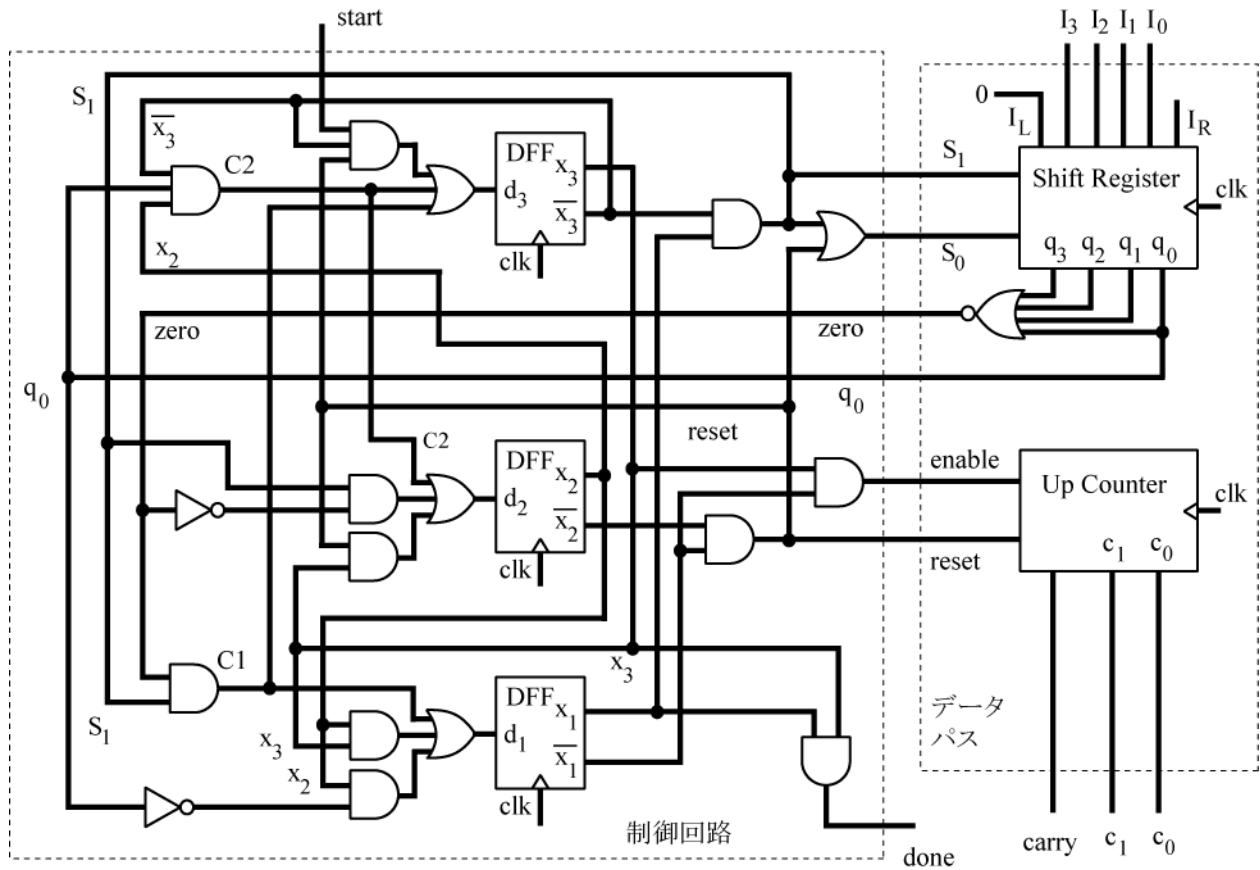 start
I3 I2 I1 I0
0
IL
IR
S1
x̄3
C2
DFF x3
d3
x̄3
clk
S1
Shift Register
clk
x2
S0
q3 q2 q1 q0
zero
zero
q0
q0
reset
C2
DFF x2
d2
x̄2
clk
enable
Up Counter
clk
c1 c0
reset
C1
x3
S1
DFF x1
d1
x̄1
clk
x3
x2
データ
パス
制御回路
done
carry c1 c0